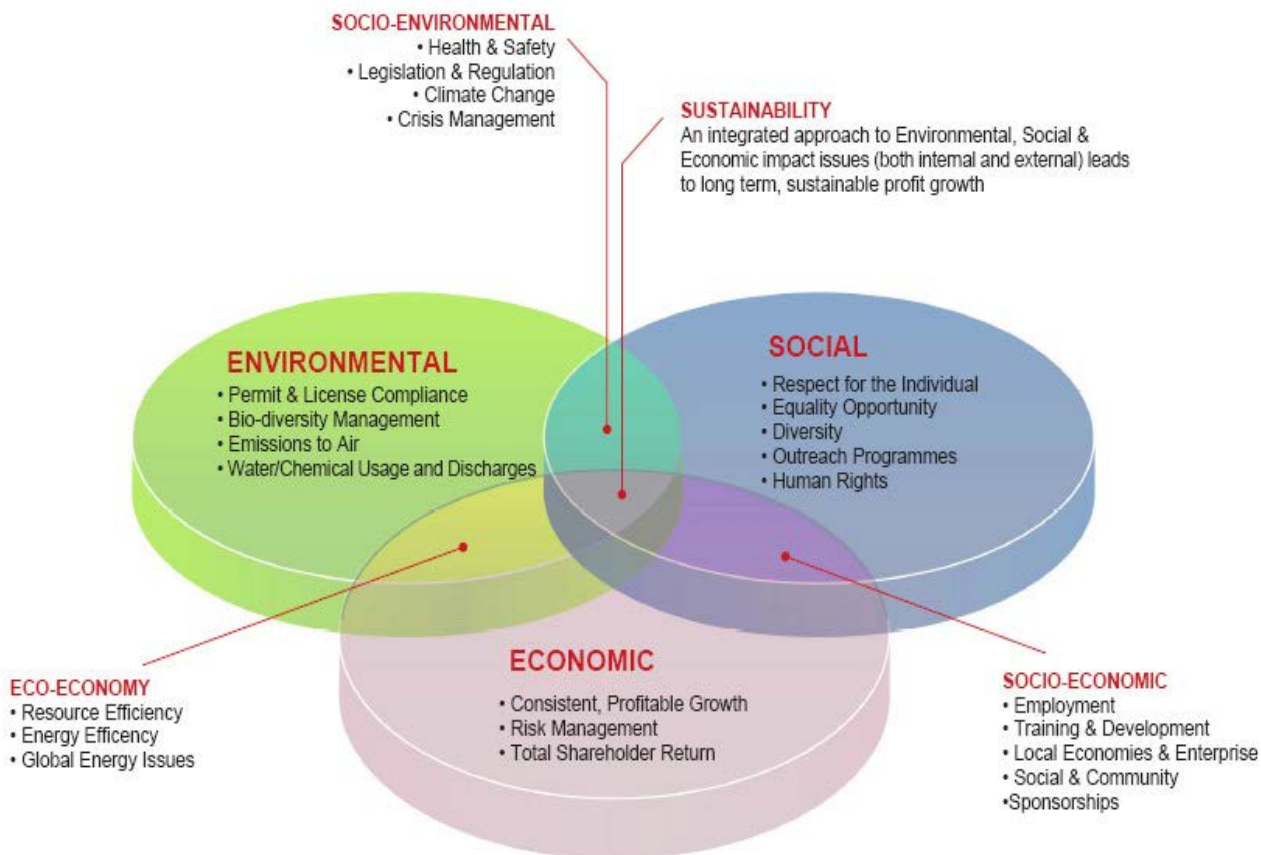 SOCIO-ENVIRONMENTAL
• Health & Safety
• Legislation & Regulation
• Climate Change
• Crisis Management
SUSTAINABILITY
An integrated approach to Environmental, Social &
Economic impact issues (both internal and external) leads
to long term, sustainable profit growth
ENVIRONMENTAL
• Permit & License Compliance
• Bio-diversity Management
• Emissions to Air
• Water/Chemical Usage and Discharges
SOCIAL
• Respect for the Individual
• Equality Opportunity
• Diversity
• Outreach Programmes
• Human Rights
ECO-ECONOMY
• Resource Efficiency
• Energy Efficency
• Global Energy Issues
ECONOMIC
• Consistent, Profitable Growth
• Risk Management
• Total Shareholder Return
SOCIO-ECONOMIC
• Employment
• Training & Development
• Local Economies & Enterprise
• Social & Community
•Sponsorships